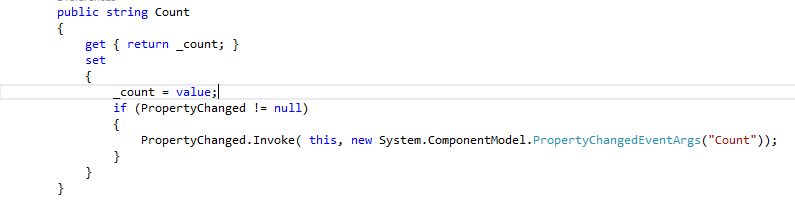 public string Count
{
get { return _count; }
set
{
_count = value;
if (PropertyChanged != null)
{
PropertyChanged.Invoke( this, new System.ComponentModel.PropertyChangedEventArgs("Count"));
}
}
}